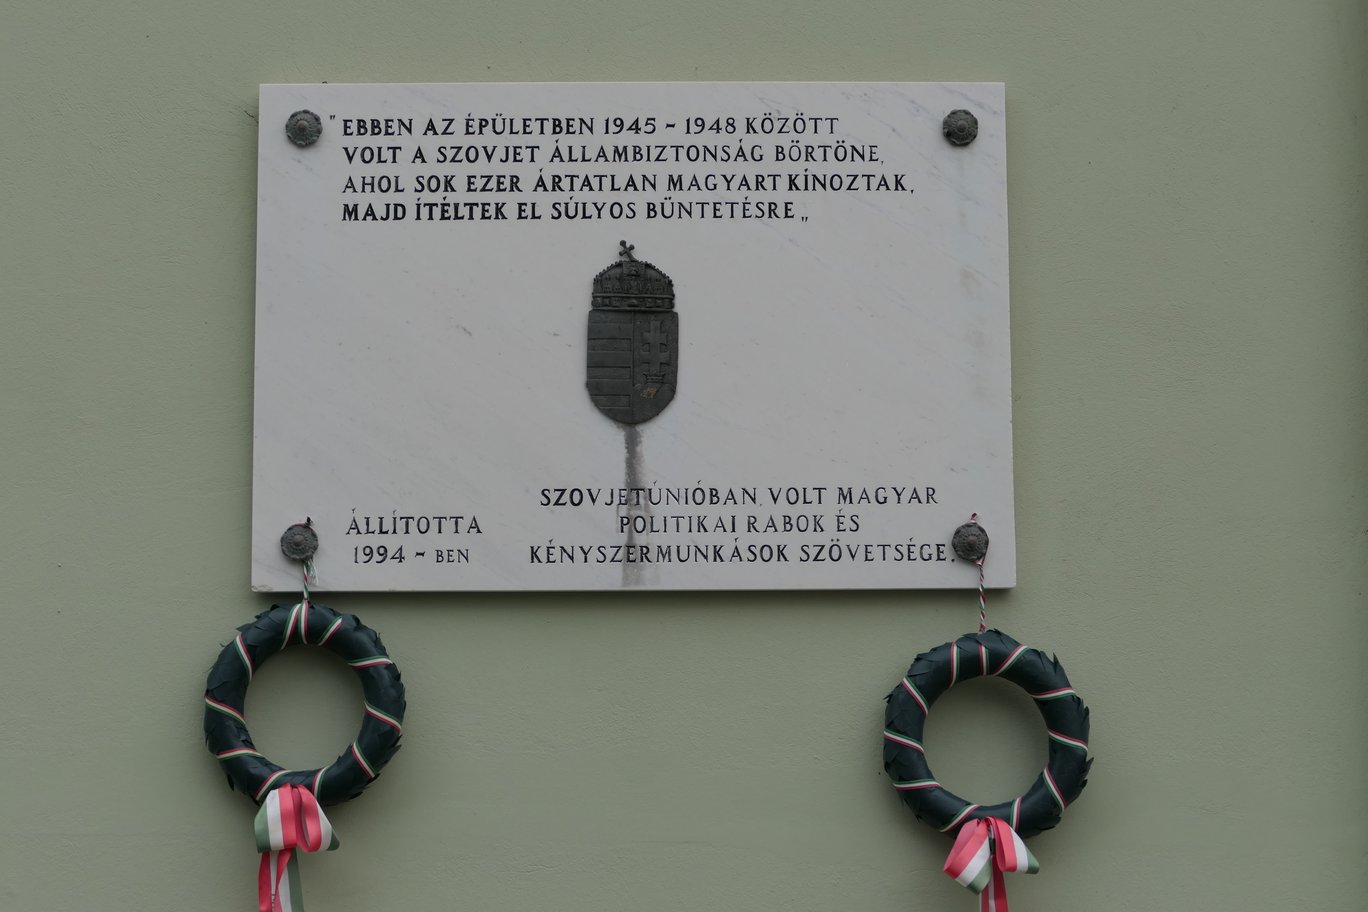 "EBBEN AZ ÉPÜLETBEN 1945 - 1948 KÖZÖTT
VOLT A SZOVJET ÁLLAMBIZTONSÁG BÖRTÖNE,
AHOL SOK EZER ÁRTATLAN MAGYART KÍNOZTAK,
MAJD ÍTÉLTEK EL SÚLYOS BÜNTETÉSRE„
ÁLLÍTOTTA
1994 - BEN
SZOVJETÚNIÓBAN VOLT MAGYAR
POLITIKAI RABOK ÉS
KÉNYSZERMUNKÁSOK SZÖVETSÉGE.